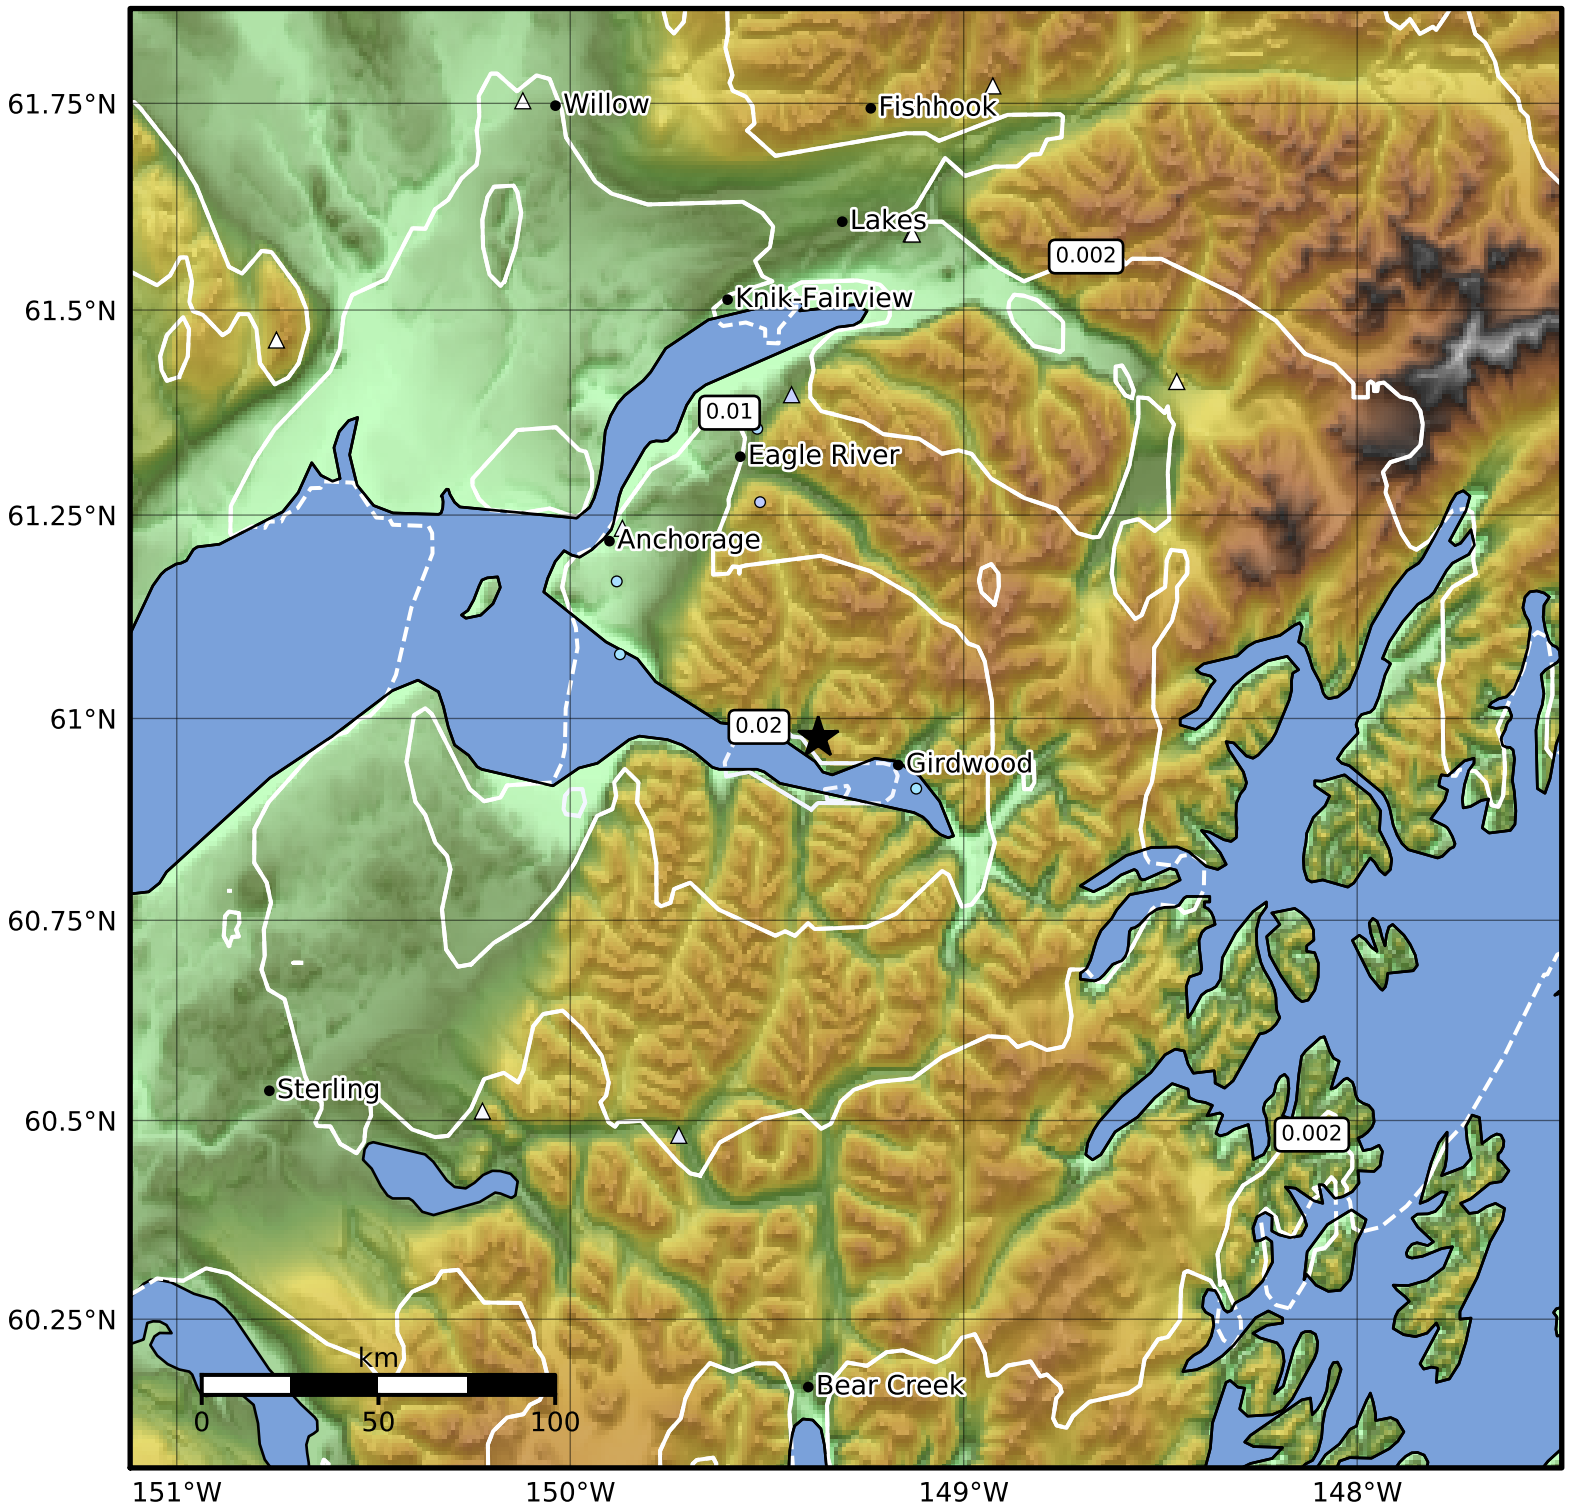 61.75°N
Willow
Fishhook
Lakes
0.002
61.5°N
Knik-Fairview
0.01
Eagle River
61.25°N
Anchorage
61°N
0.02
Girdwood
60.75°N
Sterling
60.5°N
0.002
60.25°N
km
Bear Creek
0 50 100
151°W 150°W 149°W 148°W